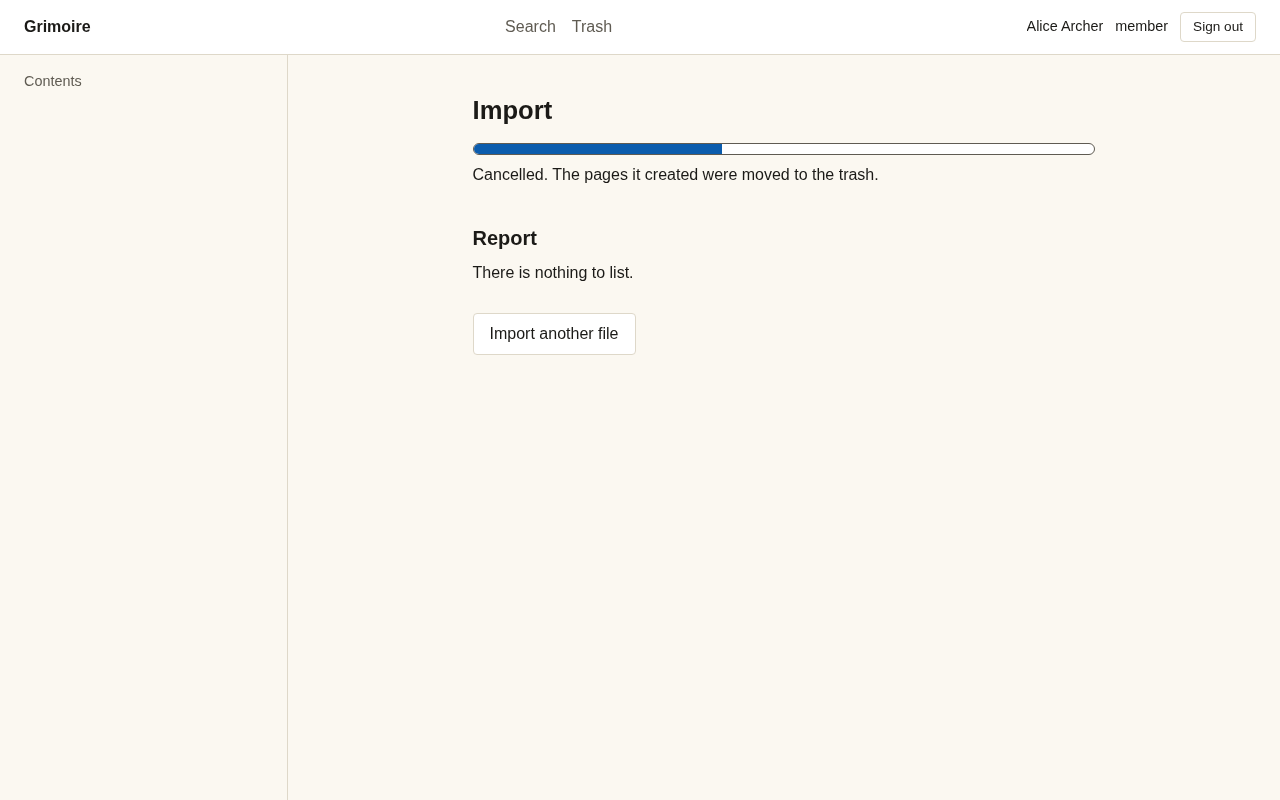 Grimoire
Search Trash
Alice Archer member Sign out
Contents
Import
Cancelled. The pages it created were moved to the trash.
Report
There is nothing to list.
Import another file